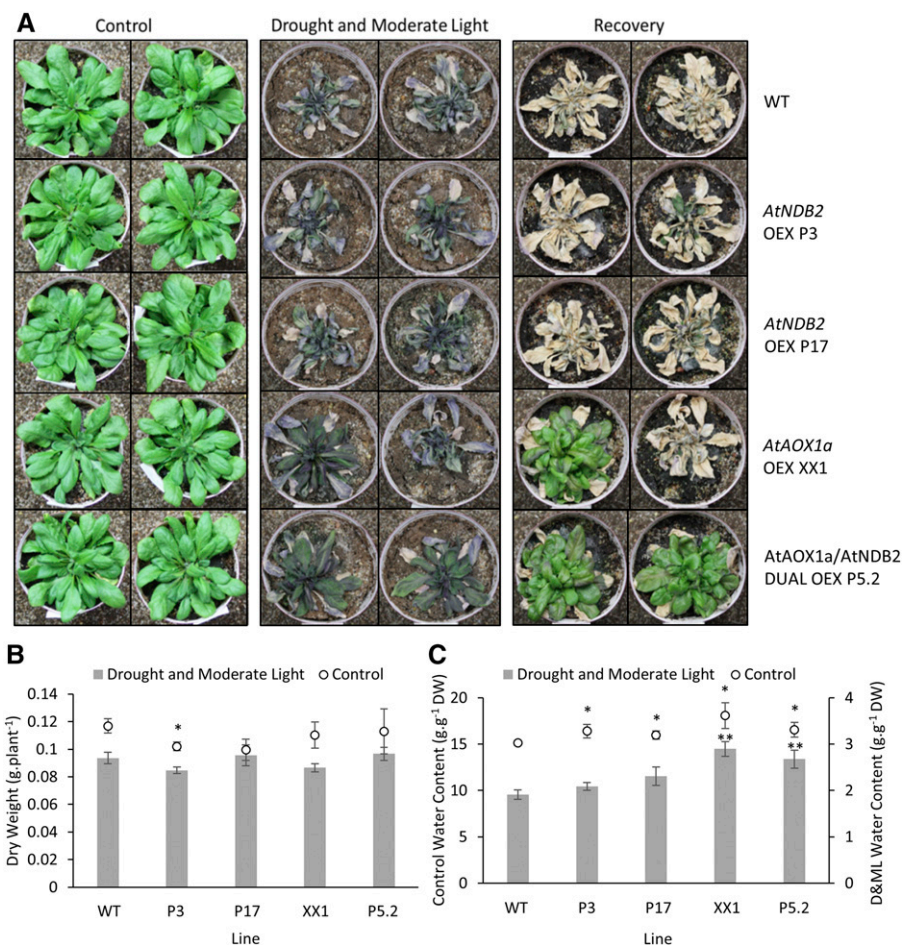 A
Control
Drought and Moderate Light
Recovery
WT
AtNDB2
OEX P3
AtNDB2
OEX P17
AtAOX1a
OEX XX1
AtAOX1a/AtNDB2
DUAL OEX P5.2
B
Drought and Moderate Light
Control
Dry Weight (g.plant⁻¹)
0.14
0.12
0.1
0.08
0.06
0.04
0.02
0
*
WT P3 P17 XX1 P5.2
Line
C
Drought and Moderate Light
Control
Control Water Content (g.g⁻¹ DW)
20
15
10
5
0
* * * * 
** **
D&ML Water Content (g.g⁻¹ DW)
4
3
2
1
0
WT P3 P17 XX1 P5.2
Line